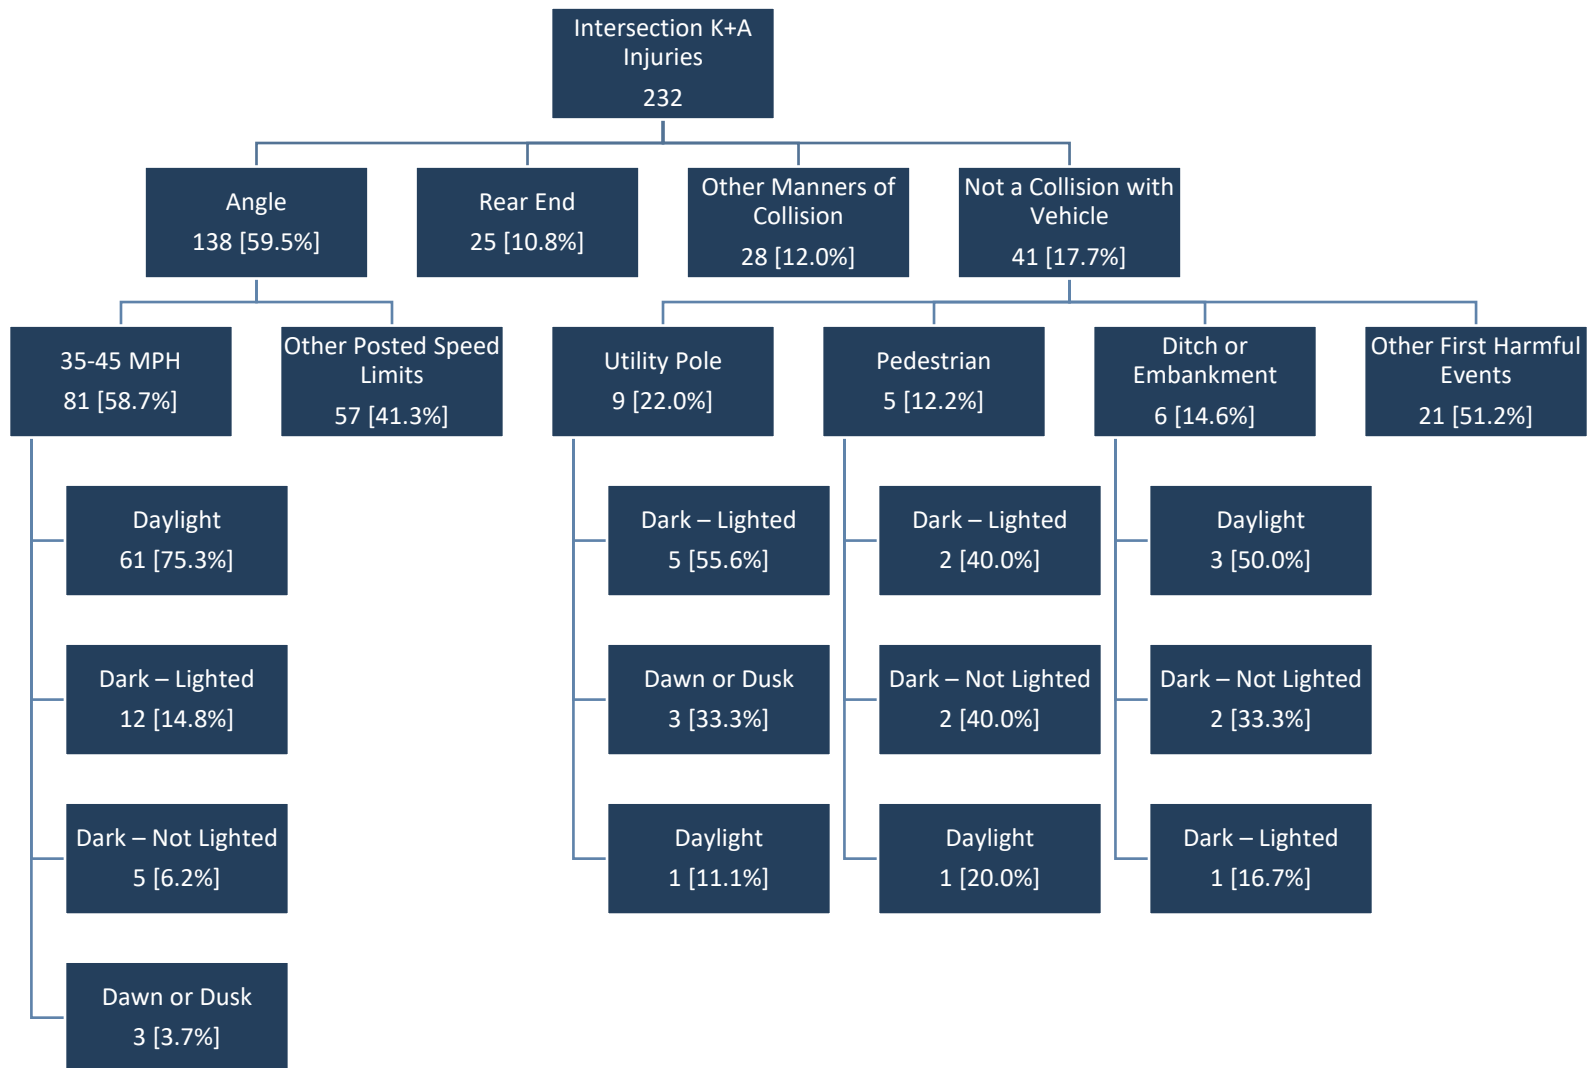 Intersection K+A
Injuries
232
Angle
138 [59.5%]
Rear End
25 [10.8%]
Other Manners of
Collision
28 [12.0%]
Not a Collision with
Vehicle
41 [17.7%]
35-45 MPH
81 [58.7%]
Other Posted Speed
Limits
57 [41.3%]
Utility Pole
9 [22.0%]
Pedestrian
5 [12.2%]
Ditch or
Embankment
6 [14.6%]
Other First Harmful
Events
21 [51.2%]
Daylight
61 [75.3%]
Dark – Lighted
12 [14.8%]
Dark – Not Lighted
5 [6.2%]
Dawn or Dusk
3 [3.7%]
Dark – Lighted
5 [55.6%]
Dawn or Dusk
3 [33.3%]
Daylight
1 [11.1%]
Dark – Lighted
2 [40.0%]
Dark – Not Lighted
2 [40.0%]
Daylight
1 [20.0%]
Daylight
3 [50.0%]
Dark – Not Lighted
2 [33.3%]
Dark – Lighted
1 [16.7%]